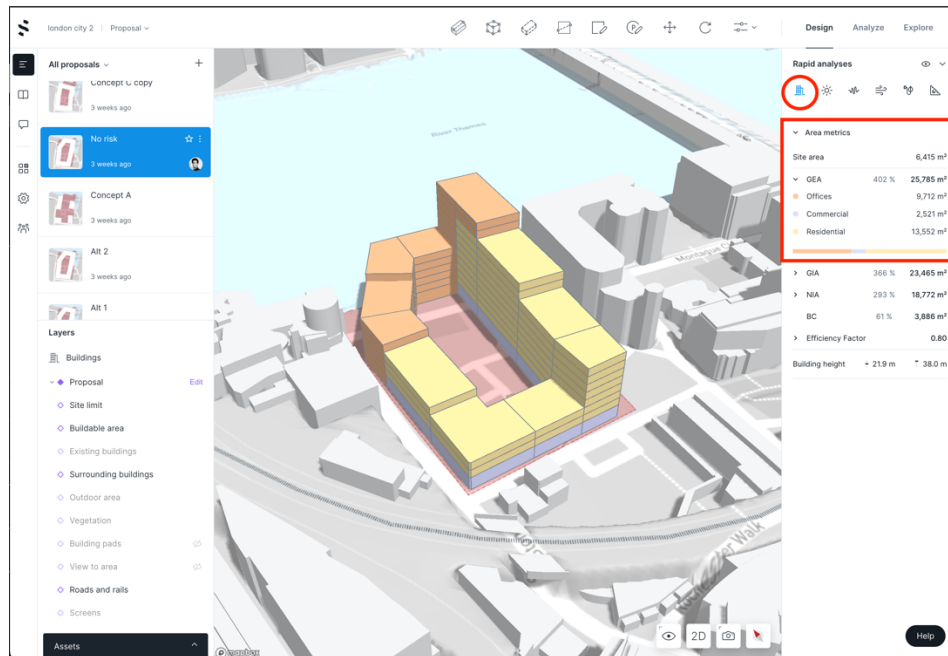 london city 2
Proposal
Design
Analyze
Explore
All proposals
Concept C copy
3 weeks ago
No risk
3 weeks ago
Concept A
3 weeks ago
Alt 2
3 weeks ago
Alt 1
Layers
Buildings
Proposal
Edit
Site limit
Buildable area
Existing buildings
Surrounding buildings
Outdoor area
Vegetation
Building pads
View to area
Roads and rails
Screens
Assets
River Thames
Montague Cl
Walk
mapbox
2D
Rapid analyses
Area metrics
Site area 6,415 m²
GEA 402 % 25,785 m²
Offices 9,712 m²
Commercial 2,521 m²
Residential 13,552 m²
GIA 366 % 23,465 m²
NIA 293 % 18,772 m²
BC 61 % 3,886 m²
Efficiency Factor 0.80
Building height + 21.9 m 38.0 m
Help